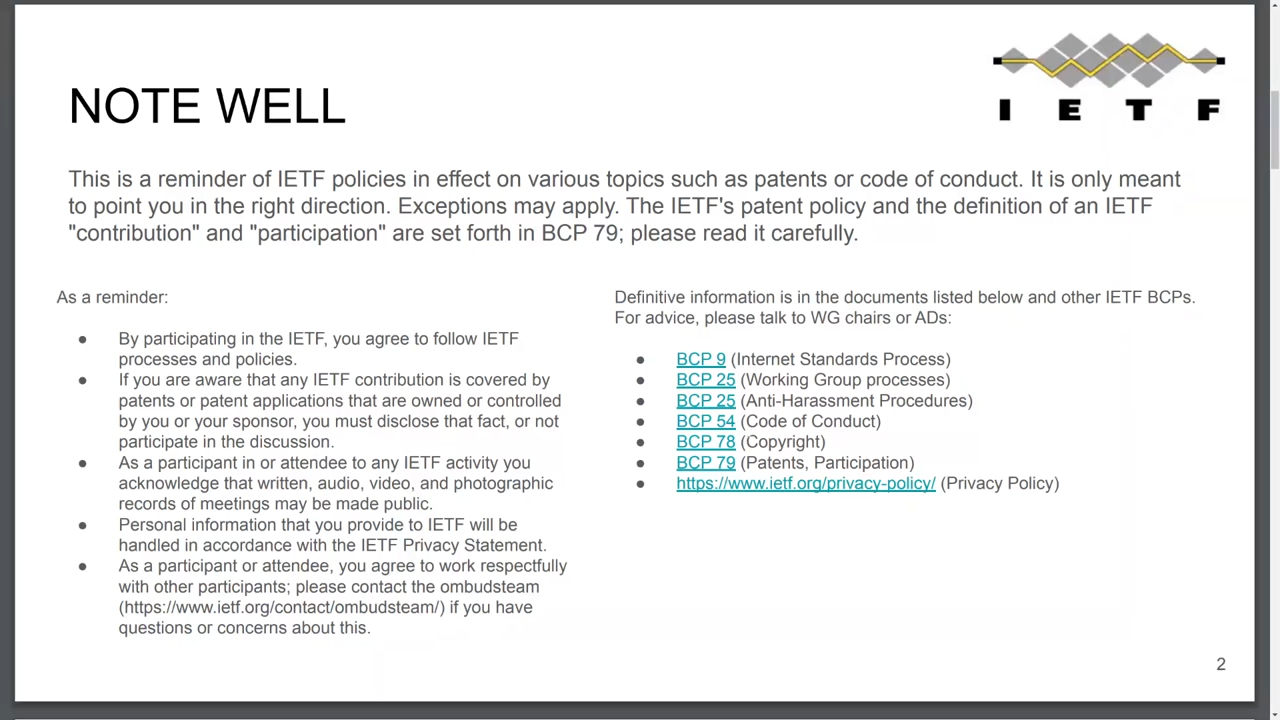 I E T F
NOTE WELL
This is a reminder of IETF policies in effect on various topics such as patents or code of conduct. It is only meant
to point you in the right direction. Exceptions may apply. The IETF's patent policy and the definition of an IETF
"contribution" and "participation" are set forth in BCP 79; please read it carefully.
As a reminder:
● By participating in the IETF, you agree to follow IETF
processes and policies.
● If you are aware that any IETF contribution is covered by
patents or patent applications that are owned or controlled
by you or your sponsor, you must disclose that fact, or not
participate in the discussion.
● As a participant in or attendee to any IETF activity you
acknowledge that written, audio, video, and photographic
records of meetings may be made public.
● Personal information that you provide to IETF will be
handled in accordance with the IETF Privacy Statement.
● As a participant or attendee, you agree to work respectfully
with other participants; please contact the ombudsteam
(https://www.ietf.org/contact/ombudsteam/) if you have
questions or concerns about this.
Definitive information is in the documents listed below and other IETF BCPs.
For advice, please talk to WG chairs or ADs:
● BCP 9 (Internet Standards Process)
● BCP 25 (Working Group processes)
● BCP 25 (Anti-Harassment Procedures)
● BCP 54 (Code of Conduct)
● BCP 78 (Copyright)
● BCP 79 (Patents, Participation)
● https://www.ietf.org/privacy-policy/ (Privacy Policy)
2